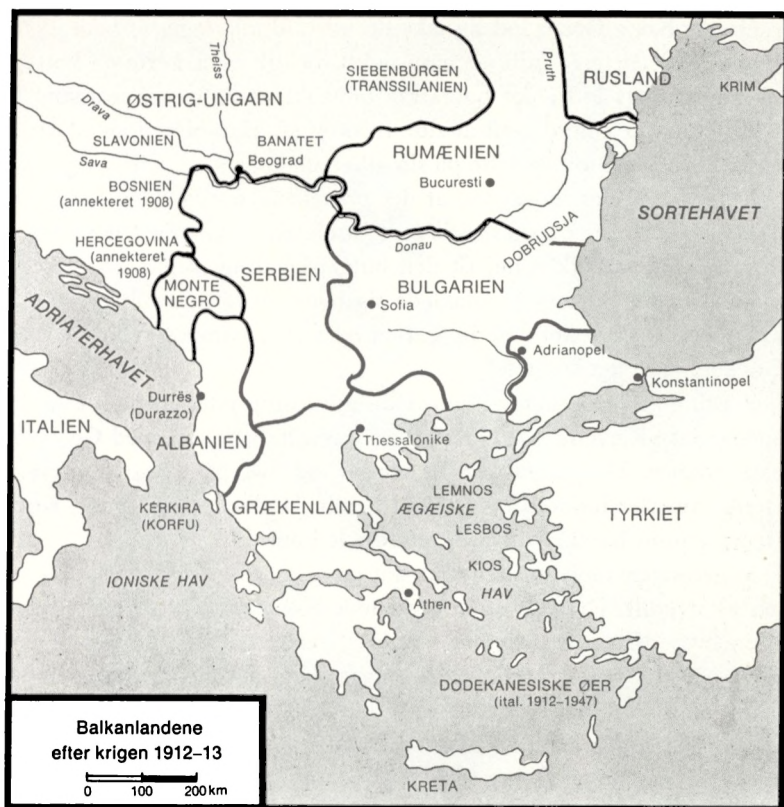 Theiss
Pruth
SIEBENBÜRGEN
(TRANSSILANIEN)
RUSLAND
KRIM
Drava
ØSTRIG-UNGARN
SLAVONIEN
BANATET
Sava
Beograd
RUMÆNIEN
BOSNIEN
(annekteret 1908)
Bucuresti
SORTEHAVET
DOBRUDSJA
HERCEGOVINA
(annekteret
1908)
Donau
SERBIEN
MONTE
NEGRO
BULGARIEN
Sofia
ADRIATERHAVET
Adrianopel
Konstantinopel
Durrës
(Durazzo)
ITALIEN
ALBANIEN
Thessalonike
KÉRKIRA
(KORFU)
GRÆKENLAND
LEMNOS
ÆGÆISKE
LESBOS
TYRKIET
KIOS
IONISKE HAV
HAV
Athen
DODEKANESISKE ØER
(ital. 1912–1947)
KRETA
Balkanlandene
efter krigen 1912–13
0 100 200 km